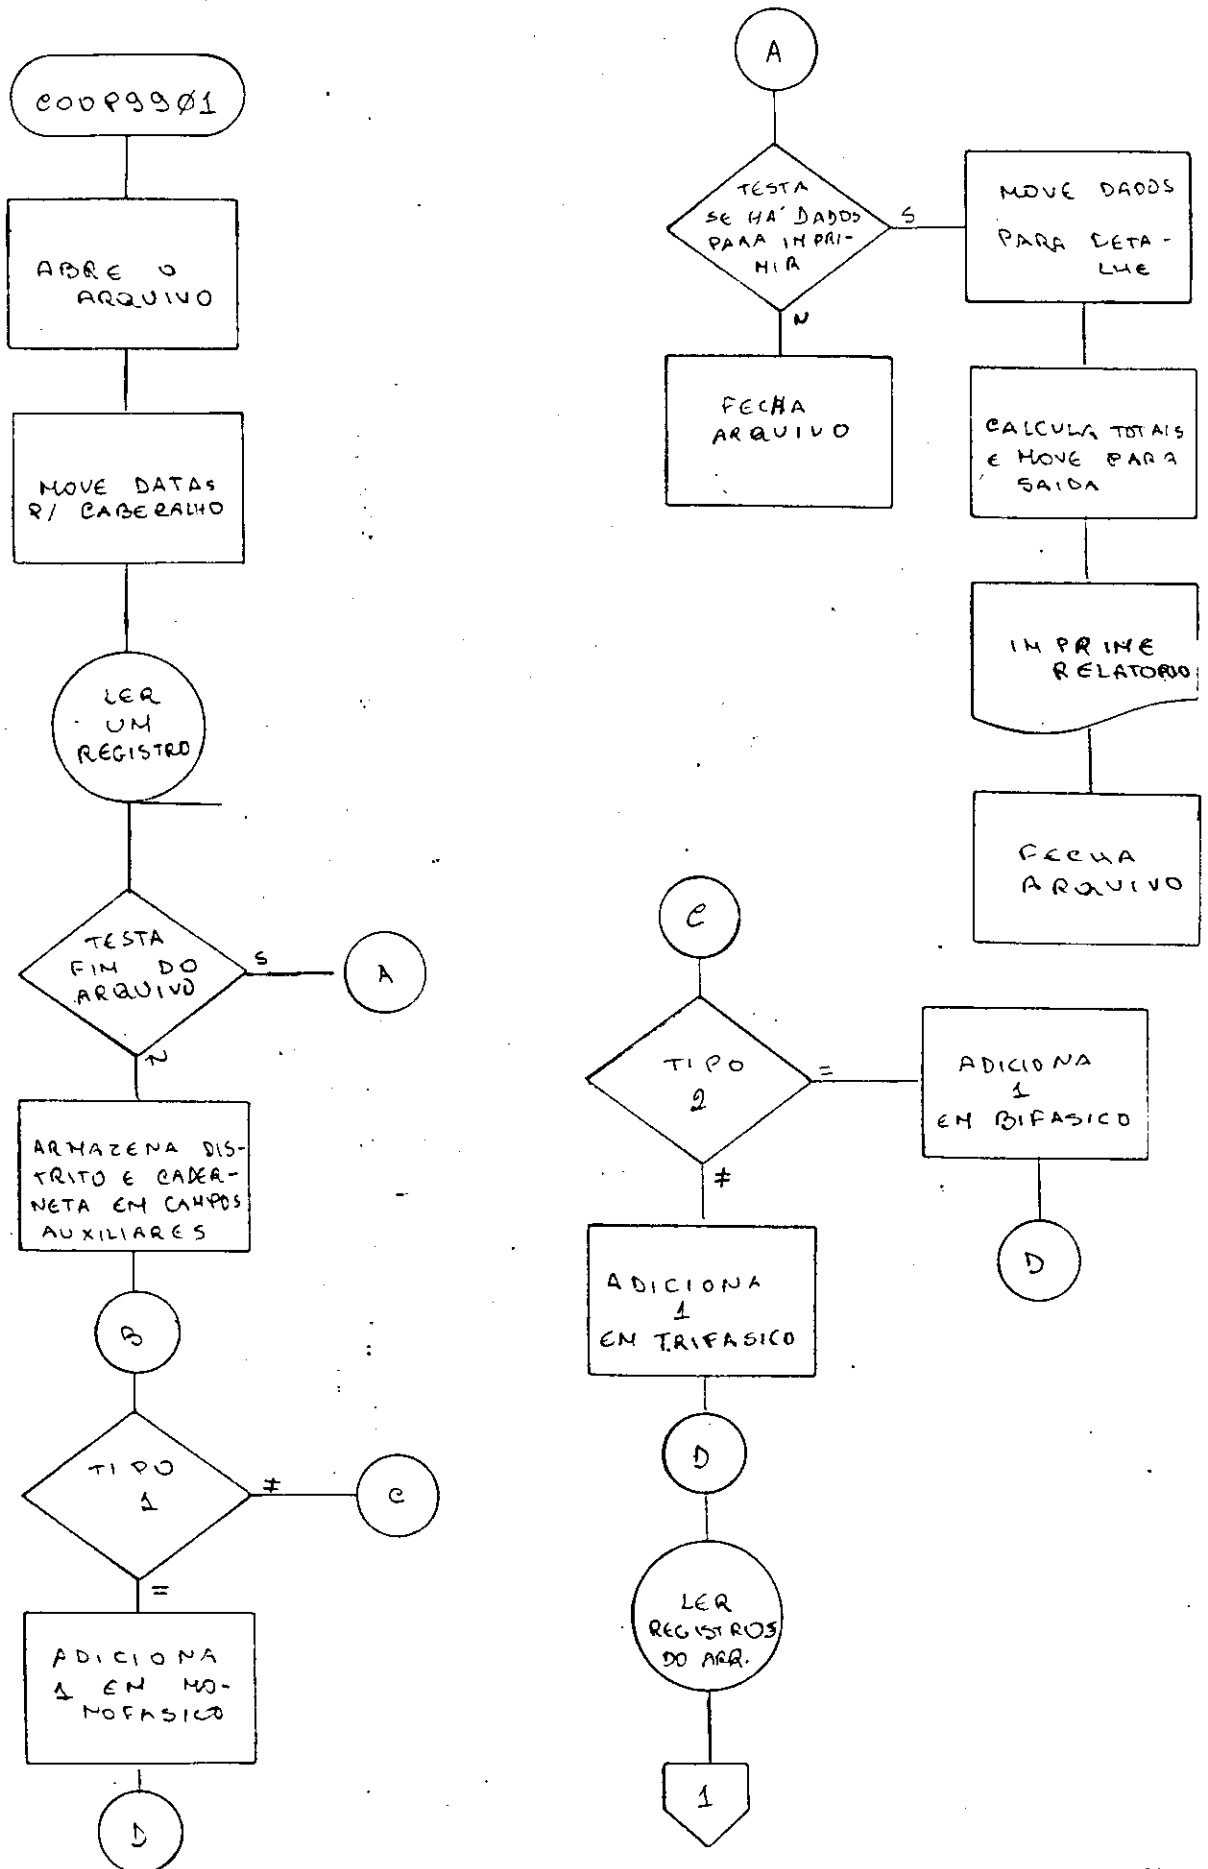 COOP99Ø1
ABRE O
ARQUIVO
MOVE DATAS
P/ CABEÇALHO
LER
UM
REGISTRO
TESTA
FIM DO
ARQUIVO
S
A
N
ARMAZENA DIS-
TRITO E CADER-
NETA EM CAMPOS
AUXILIARES
B
TIPO
1
≠
C
=
ADICIONA
1 EM MO-
NOFASICO
D
A
TESTA
SE HÁ DADOS
PARA IMPRI-
MIR
S
MOVE DADOS
PARA DETA-
LHE
N
FECHA
ARQUIVO
CALCULA TOTAIS
E MOVE PARA
SAIDA
IMPRIME
RELATORIO
FECHA
ARQUIVO
C
TIPO
2
=
ADICIONA
1
EM BIFASICO
D
≠
ADICIONA
1
EM TRIFASICO
D
LER
REGISTROS
DO ARQ.
1